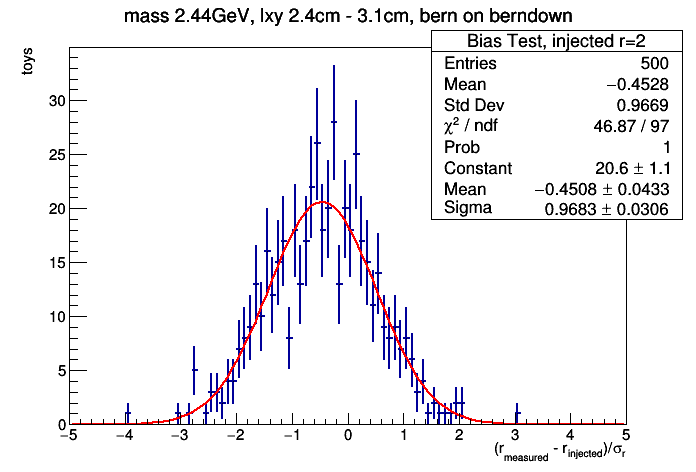 mass 2.44GeV, lxy 2.4cm - 3.1cm, bern on berndown
Bias Test, injected r=2
Entries 500
Mean −0.4528
Std Dev 0.9669
χ² / ndf 46.87 / 97
Prob 1
Constant 20.6 ± 1.1
Mean −0.4508 ± 0.0433
Sigma 0.9683 ± 0.0306
toys
30
25
20
15
10
5
0
−5 −4 −3 −2 −1 0 1 2 3 4 5
(r_measured - r_injected)/σ_r